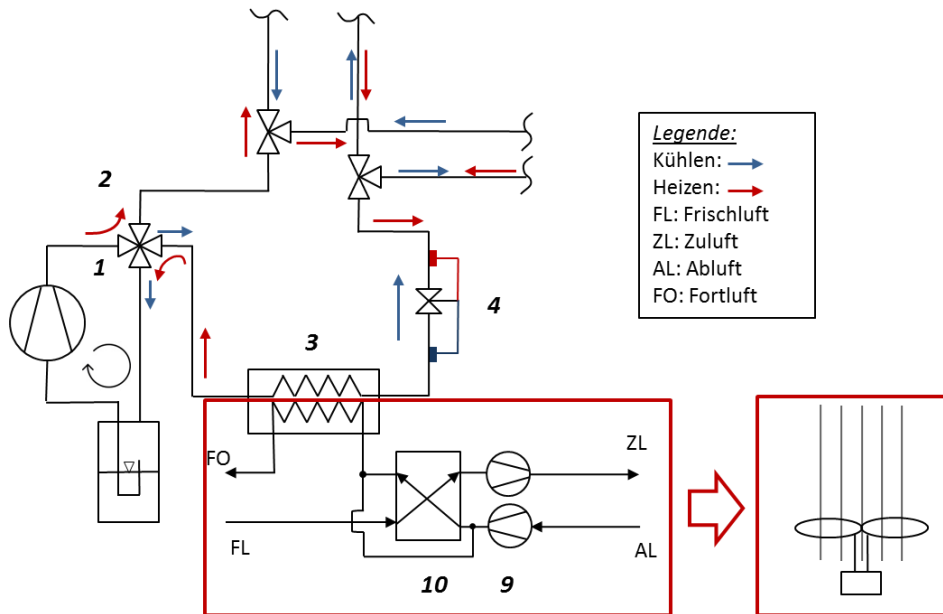 Legende:
Kühlen:
Heizen:
FL: Frischluft
ZL: Zuluft
AL: Abluft
FO: Fortluft
2
1
4
3
FO
ZL
FL
AL
10
9